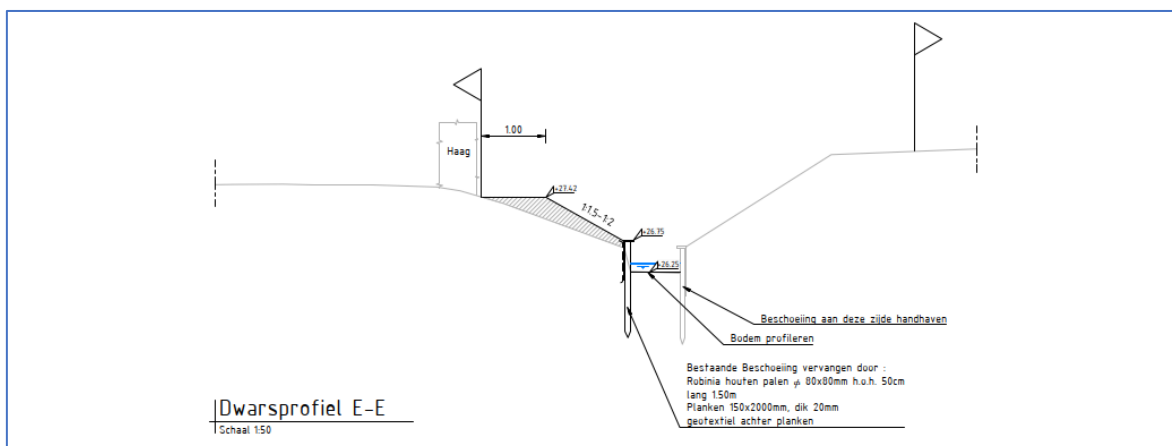 1.00
Haag
+27.42
1:1.5-1:2
+26.75
+26.25
Beschoeiing aan deze zijde handhaven
Bodem profileren
Bestaande Beschoeiing vervangen door :
Robinia houten palen 80x80mm h.o.h. 50cm
lang 1.50m
Planken 150x2000mm, dik 20mm
geotextiel achter planken
Dwarsprofiel E-E
Schaal 1:50